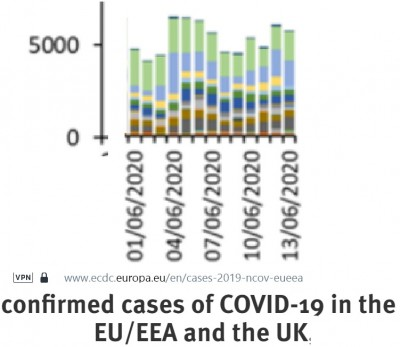 5000
0
01/06/2020
04/06/2020
07/06/2020
10/06/2020
13/06/2020
VPN www.ecdc.europa.eu/en/cases-2019-ncov-eueea
confirmed cases of COVID-19 in the
EU/EEA and the UK